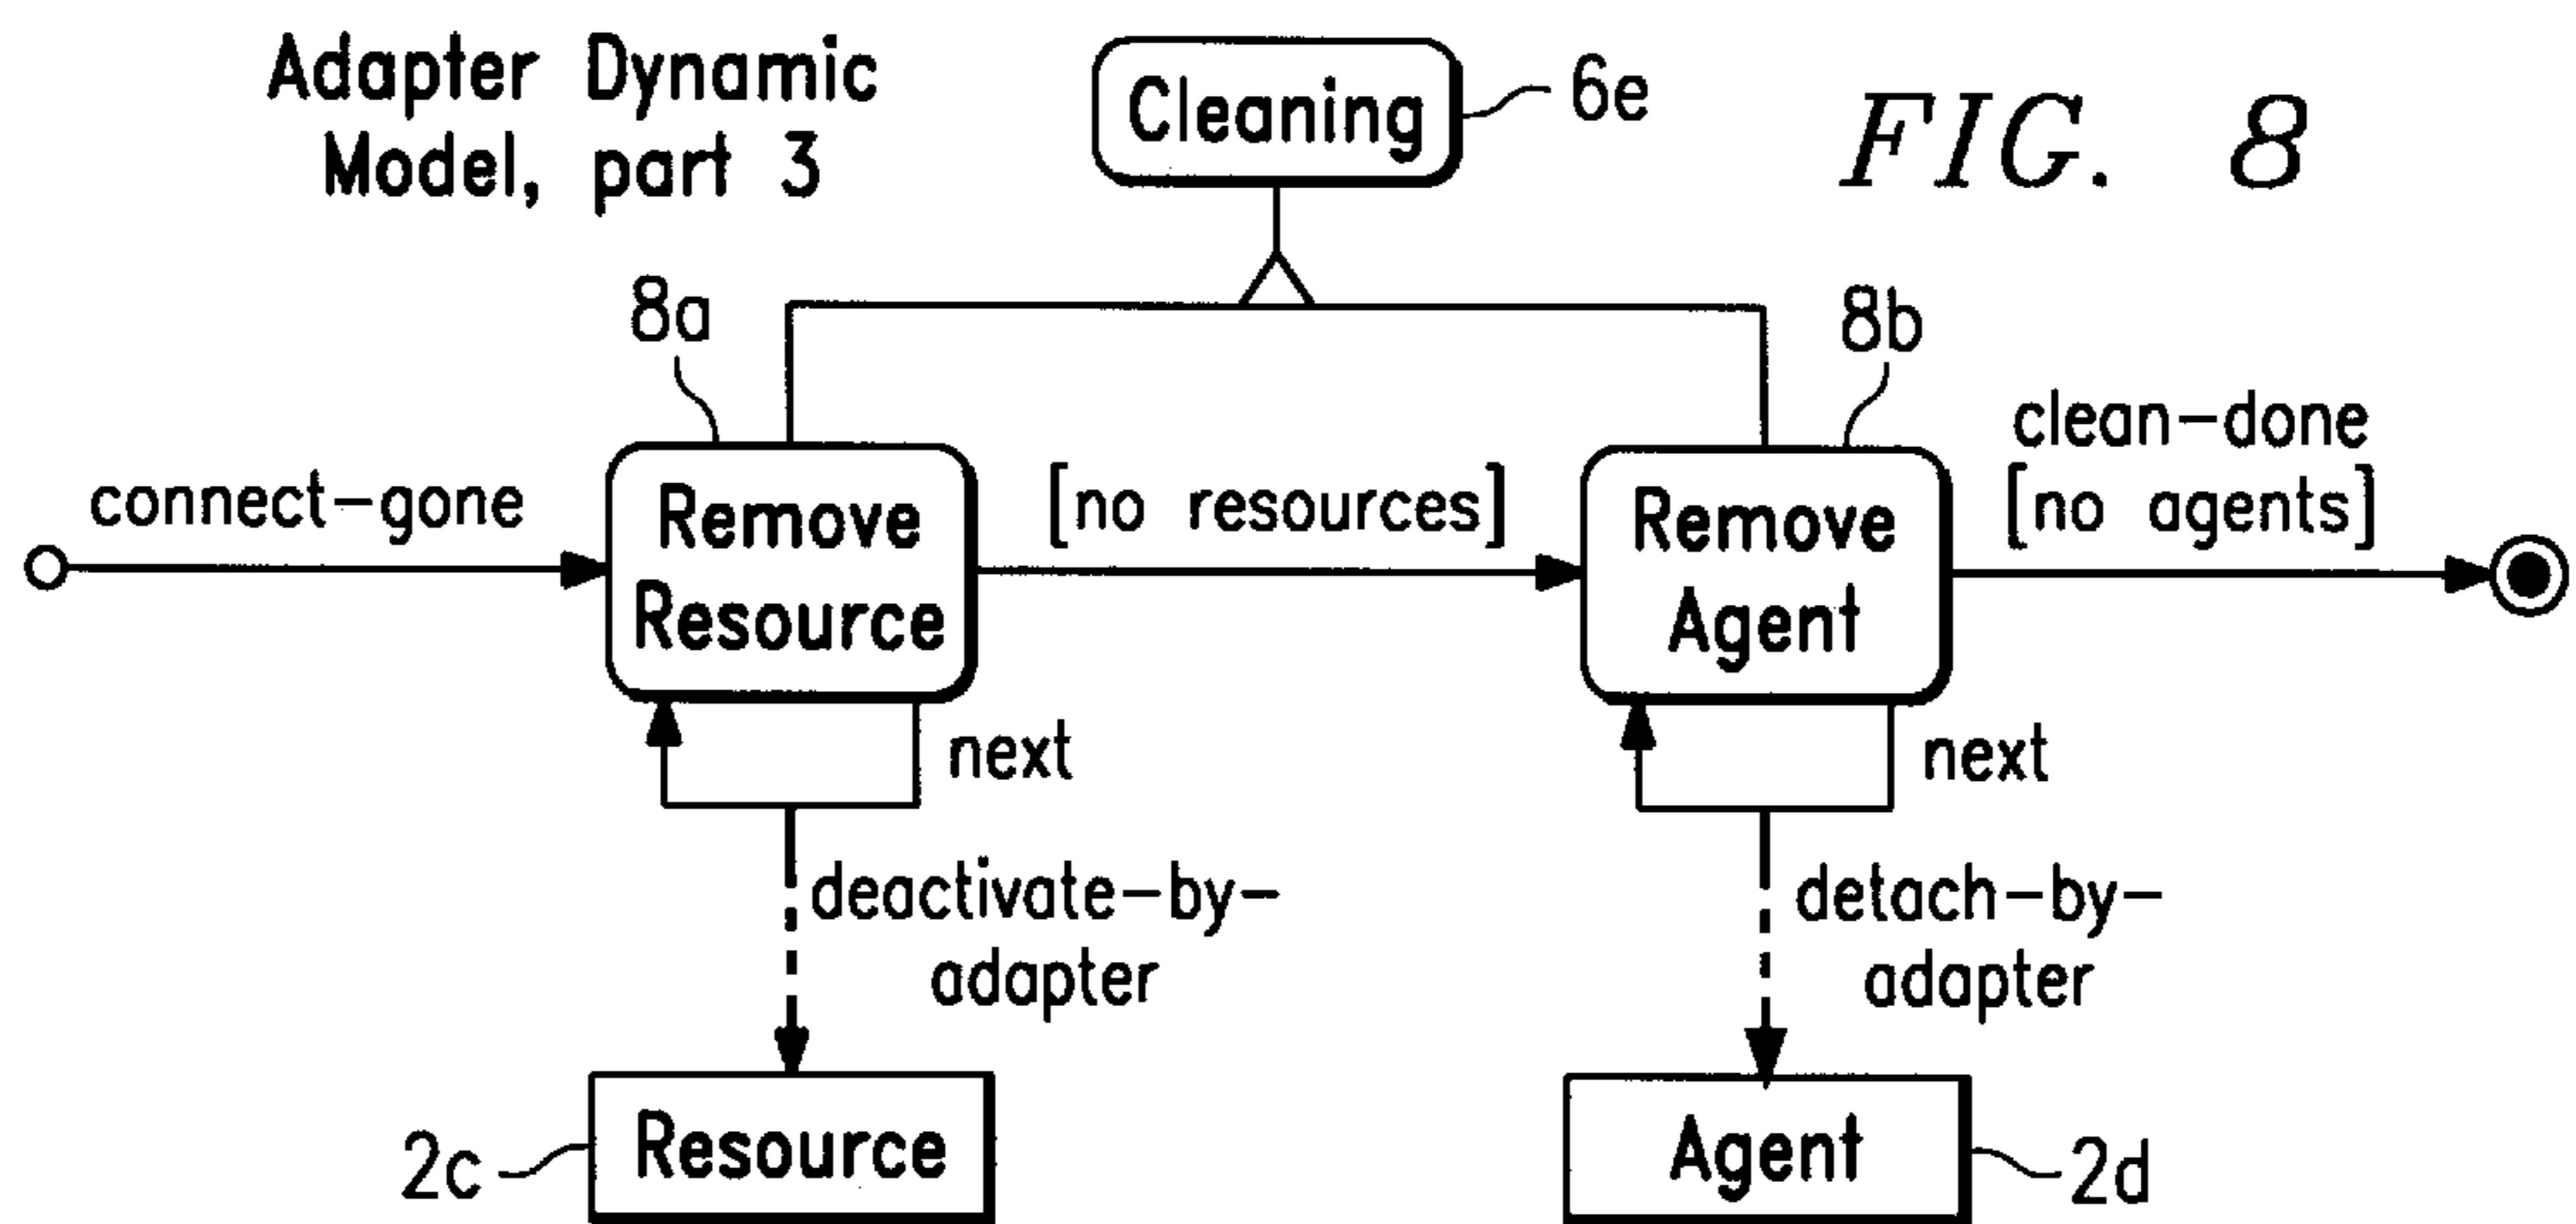 Adapter Dynamic
Model, part 3
Cleaning
6e
FIG. 8
8a
8b
connect-gone
Remove
Resource
[no resources]
Remove
Agent
clean-done
[no agents]
next
next
deactivate-by-
adapter
detach-by-
adapter
2c
Resource
Agent
2d